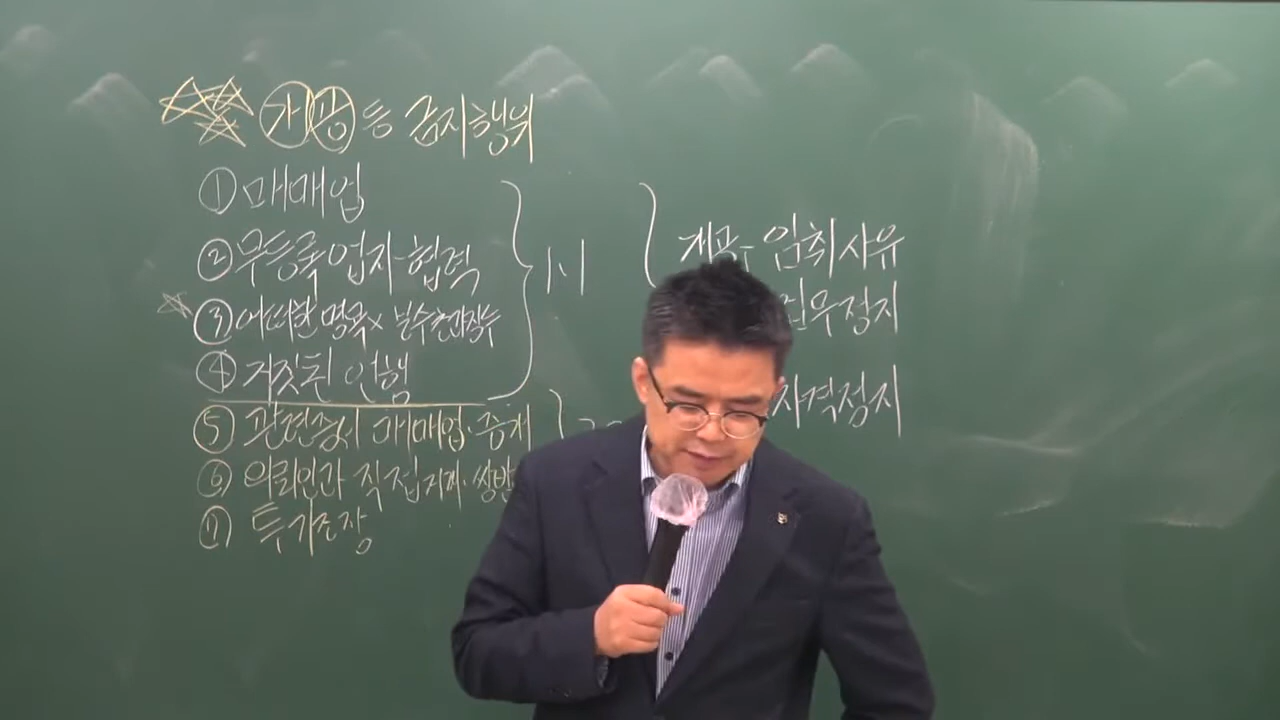 개공등 금지행위
① 매매업
② 무등록업자 협력
③ 어떠한 명목× 보수초과징수
④ 거짓된 언행
1-1
⑤ 관련증서 매매업·중개
⑥ 의뢰인과 직접거래·쌍방
⑦ 투기조장
개공- 임취사유
업무정지
자격정지